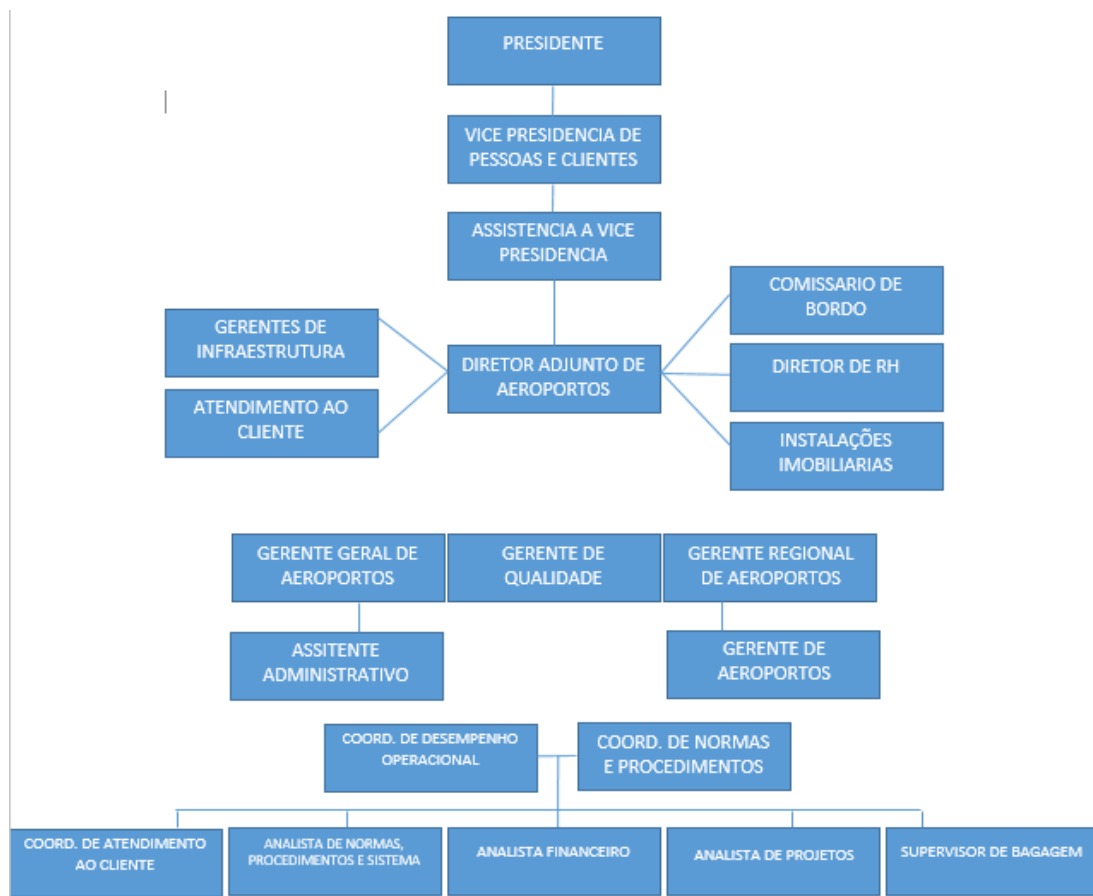 PRESIDENTE
VICE PRESIDENCIA DE
PESSOAS E CLIENTES
ASSISTENCIA A VICE
PRESIDENCIA
GERENTES DE
INFRAESTRUTURA
ATENDIMENTO AO
CLIENTE
DIRETOR ADJUNTO DE
AEROPORTOS
COMISSARIO DE
BORDO
DIRETOR DE RH
INSTALAÇÕES
IMOBILIARIAS
GERENTE GERAL DE
AEROPORTOS
GERENTE DE
QUALIDADE
GERENTE REGIONAL
DE AEROPORTOS
ASSITENTE
ADMINISTRATIVO
GERENTE DE
AEROPORTOS
COORD. DE DESEMPENHO
OPERACIONAL
COORD. DE NORMAS
E PROCEDIMENTOS
COORD. DE ATENDIMENTO
AO CLIENTE
ANALISTA DE NORMAS,
PROCEDIMENTOS E SISTEMA
ANALISTA FINANCEIRO
ANALISTA DE PROJETOS
SUPERVISOR DE BAGAGEM